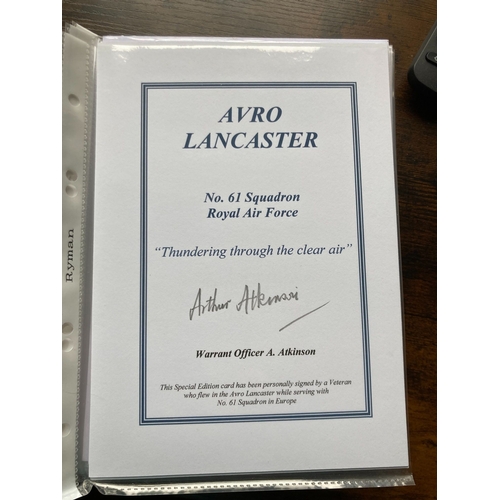 AVRO
LANCASTER
No. 61 Squadron
Royal Air Force
"Thundering through the clear air"
Arthur Atkinson
Warrant Officer A. Atkinson
This Special Edition card has been personally signed by a Veteran
who flew in the Avro Lancaster while serving with
No. 61 Squadron in Europe
Ryman